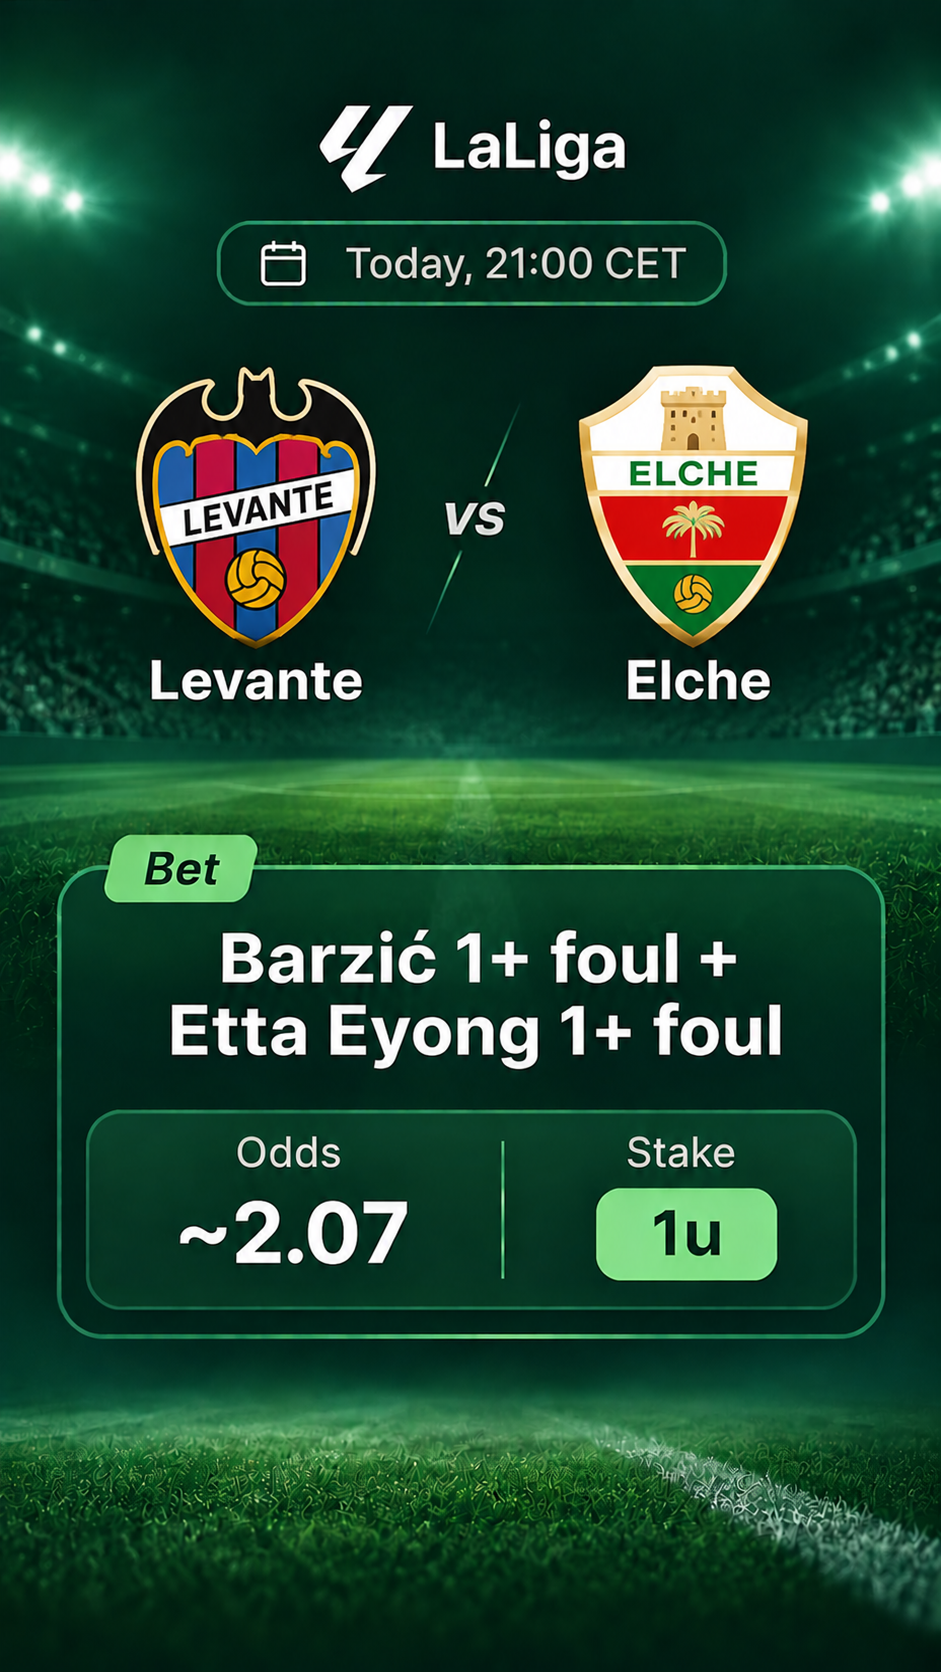 LaLiga
Today, 21:00 CET
LEVANTE
VS
ELCHE
Levante
Elche
Bet
Barzić 1+ foul +
Etta Eyong 1+ foul
Odds
Stake
~2.07
1u